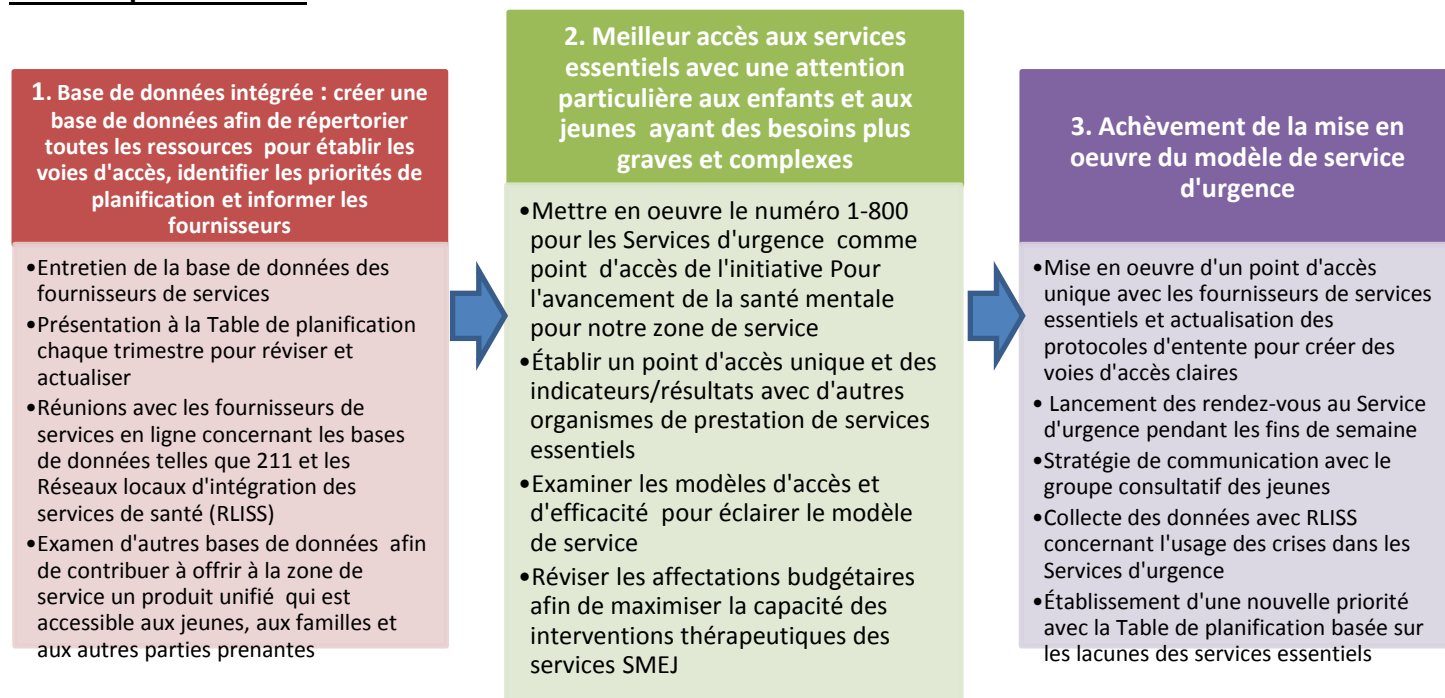 1. Base de données intégrée : créer une
base de données afin de répertorier
toutes les ressources pour établir les
voies d'accès, identifier les priorités de
planification et informer les
fournisseurs
•Entretien de la base de données des
fournisseurs de services
•Présentation à la Table de planification
chaque trimestre pour réviser et
actualiser
•Réunions avec les fournisseurs de
services en ligne concernant les bases
de données telles que 211 et les
Réseaux locaux d'intégration des
services de santé (RLISS)
•Examen d'autres bases de données afin
de contribuer à offrir à la zone de
service un produit unifié qui est
accessible aux jeunes, aux familles et
aux autres parties prenantes
2. Meilleur accès aux services
essentiels avec une attention
particulière aux enfants et aux
jeunes ayant des besoins plus
graves et complexes
•Mettre en oeuvre le numéro 1-800
pour les Services d'urgence comme
point d'accès de l'initiative Pour
l'avancement de la santé mentale
pour notre zone de service
•Établir un point d'accès unique et des
indicateurs/résultats avec d'autres
organismes de prestation de services
essentiels
•Examiner les modèles d'accès et
d'efficacité pour éclairer le modèle
de service
•Réviser les affectations budgétaires
afin de maximiser la capacité des
interventions thérapeutiques des
services SMEJ
3. Achèvement de la mise en
oeuvre du modèle de service
d'urgence
•Mise en oeuvre d'un point d'accès
unique avec les fournisseurs de services
essentiels et actualisation des
protocoles d'entente pour créer des
voies d'accès claires
• Lancement des rendez-vous au Service
d'urgence pendant les fins de semaine
•Stratégie de communication avec le
groupe consultatif des jeunes
•Collecte des données avec RLISS
concernant l'usage des crises dans les
Services d'urgence
•Établissement d'une nouvelle priorité
avec la Table de planification basée sur
les lacunes des services essentiels